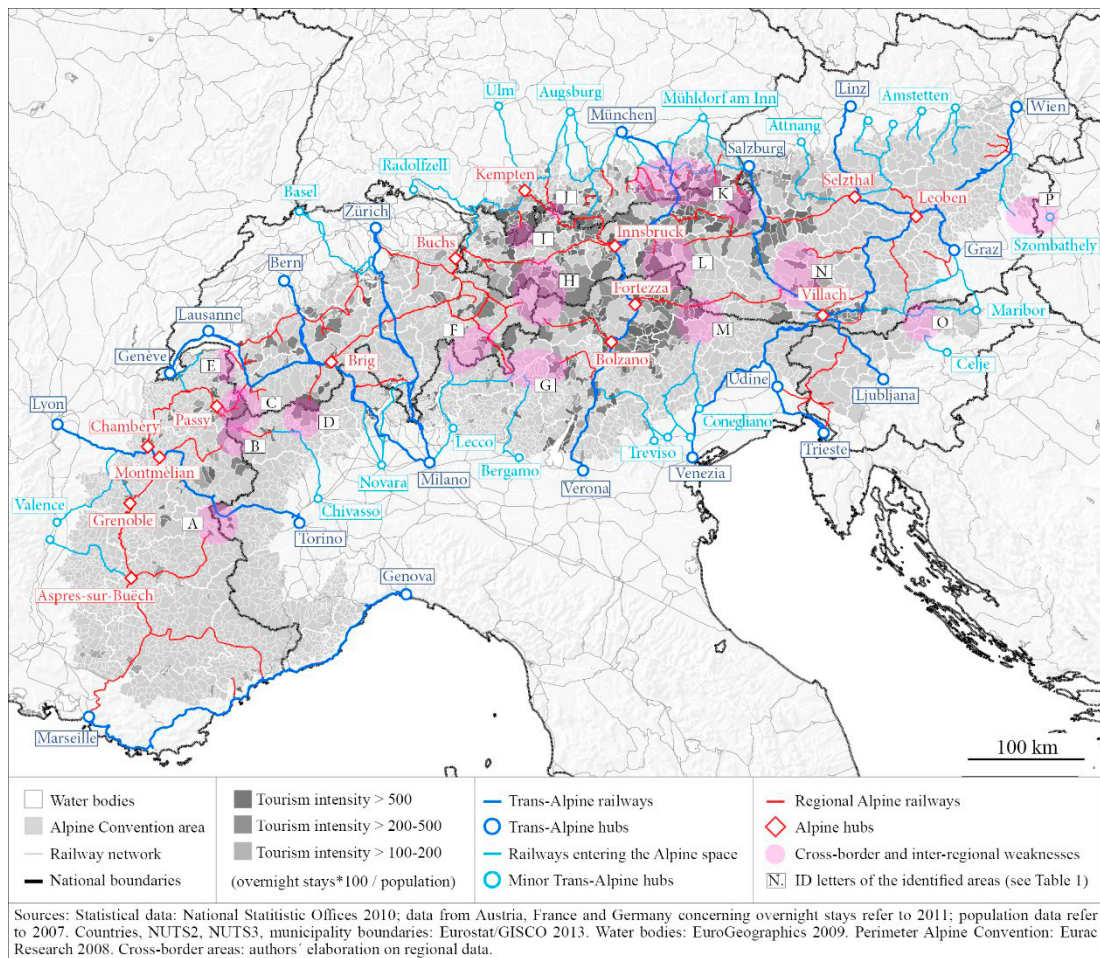 Ulm
Augsburg
Mühldorf am Inn
München
Linz
Amstetten
Wien
Attnang
Salzburg
Radolfzell
Kempten
Selzthal
Basel
J
K
Leoben
P
Zürich
I
Buchs
Innsbruck
Szombathely
Graz
Bern
H
L
N
Fortezza
Villach
Maribor
Lausanne
F
M
O
Genève
E
Brig
Bolzano
Celje
G
Udine
Ljubljana
Lyon
C
Passy
D
Chambéry
B
Lecco
Conegliano
Trieste
Montmélian
Treviso
Bergamo
Novara
Milano
Verona
Venezia
Valence
Chivasso
Grenoble
A
Torino
Aspres-sur-Buëch
Genova
Marseille
100 km
Water bodies
Alpine Convention area
Railway network
National boundaries
Tourism intensity > 500
Tourism intensity > 200-500
Tourism intensity > 100-200
(overnight stays*100 / population)
Trans-Alpine railways
Trans-Alpine hubs
Railways entering the Alpine space
Minor Trans-Alpine hubs
Regional Alpine railways
Alpine hubs
Cross-border and inter-regional weaknesses
N. ID letters of the identified areas (see Table 1)
Sources: Statistical data: National Statitistic Offices 2010; data from Austria, France and Germany concerning overnight stays refer to 2011; population data refer
to 2007. Countries, NUTS2, NUTS3, municipality boundaries: Eurostat/GISCO 2013. Water bodies: EuroGeographics 2009. Perimeter Alpine Convention: Eurac
Research 2008. Cross-border areas: authors´ elaboration on regional data.